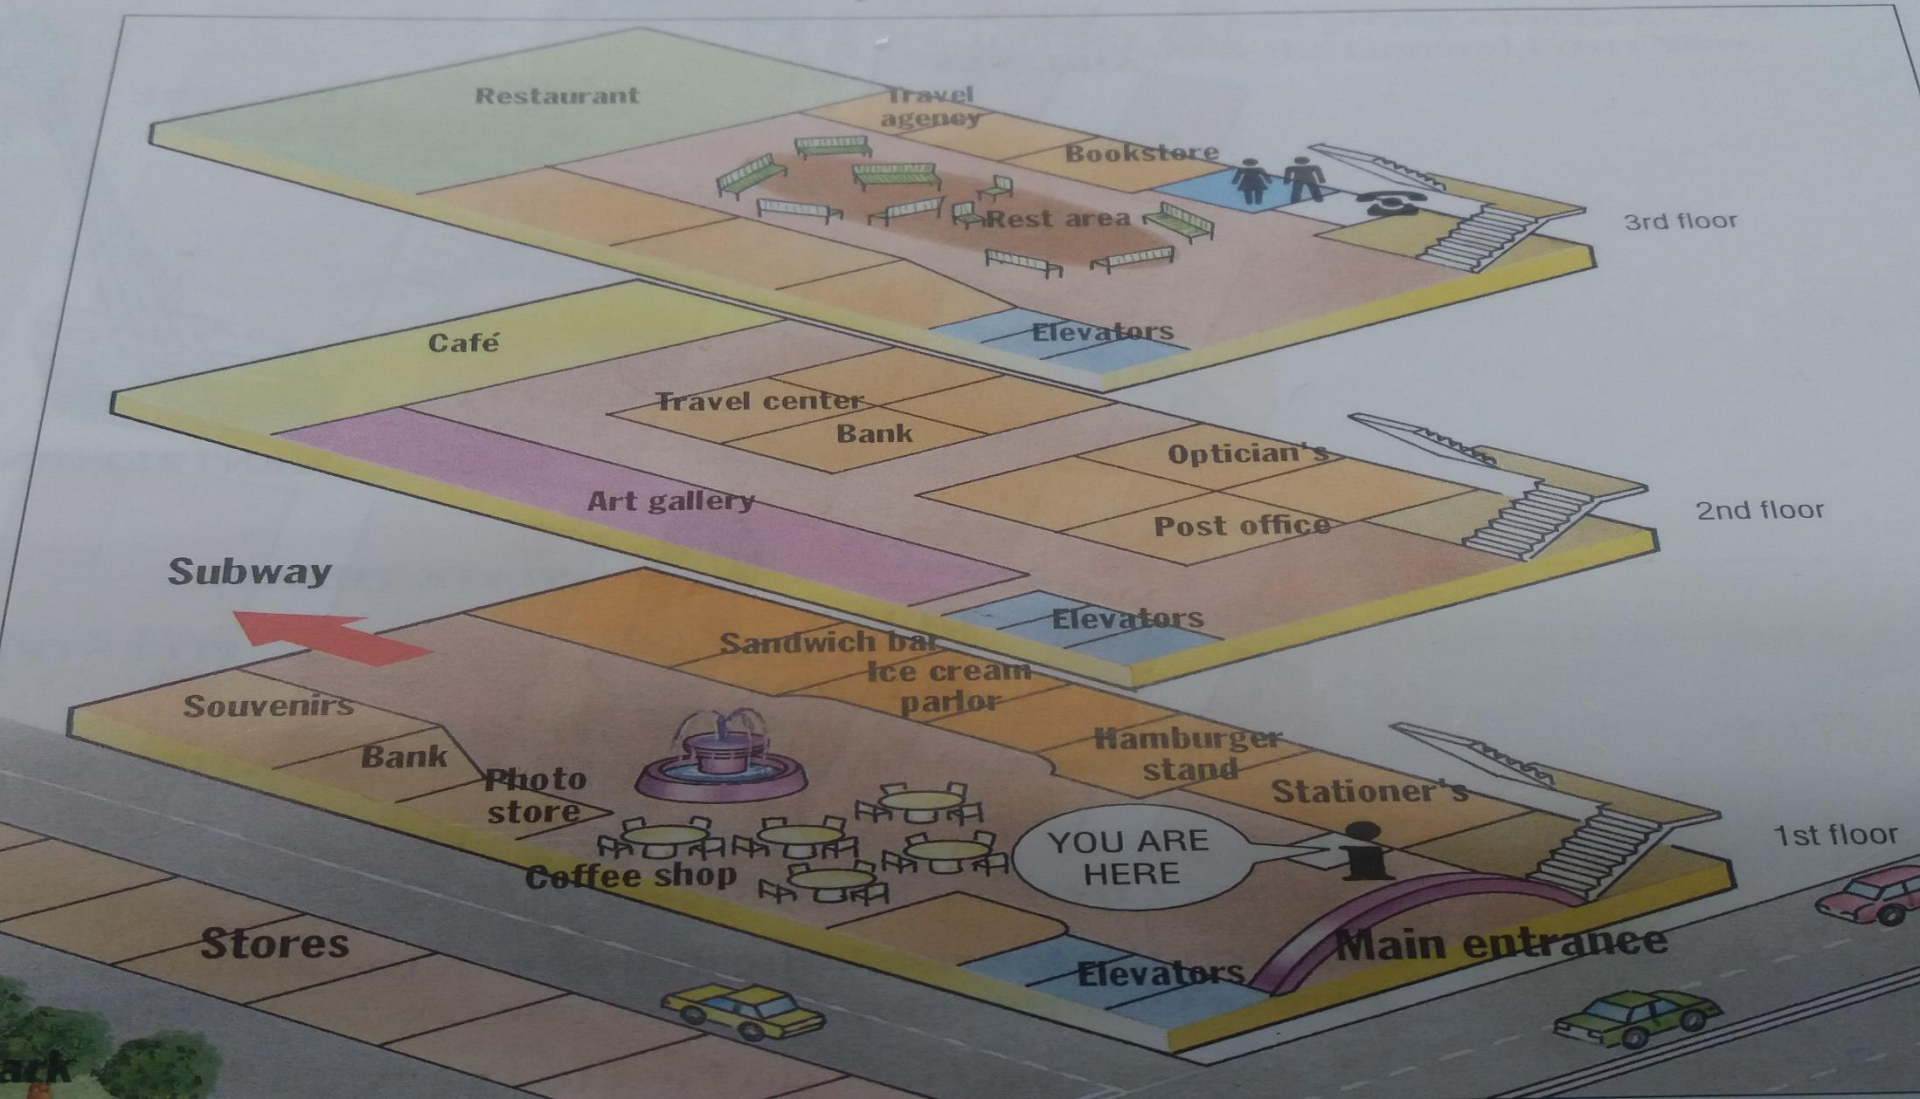 Restaurant
Travel
agency
Bookstore
Rest area
3rd floor
Elevators
Café
Travel center
Bank
Optician's
Art gallery
Post office
2nd floor
Elevators
Subway
Sandwich bar
Ice cream
parlor
Souvenirs
Bank
Photo
store
Hamburger
stand
Stationer's
YOU ARE
HERE
1st floor
Coffee shop
Stores
Main entrance
Elevators
ark